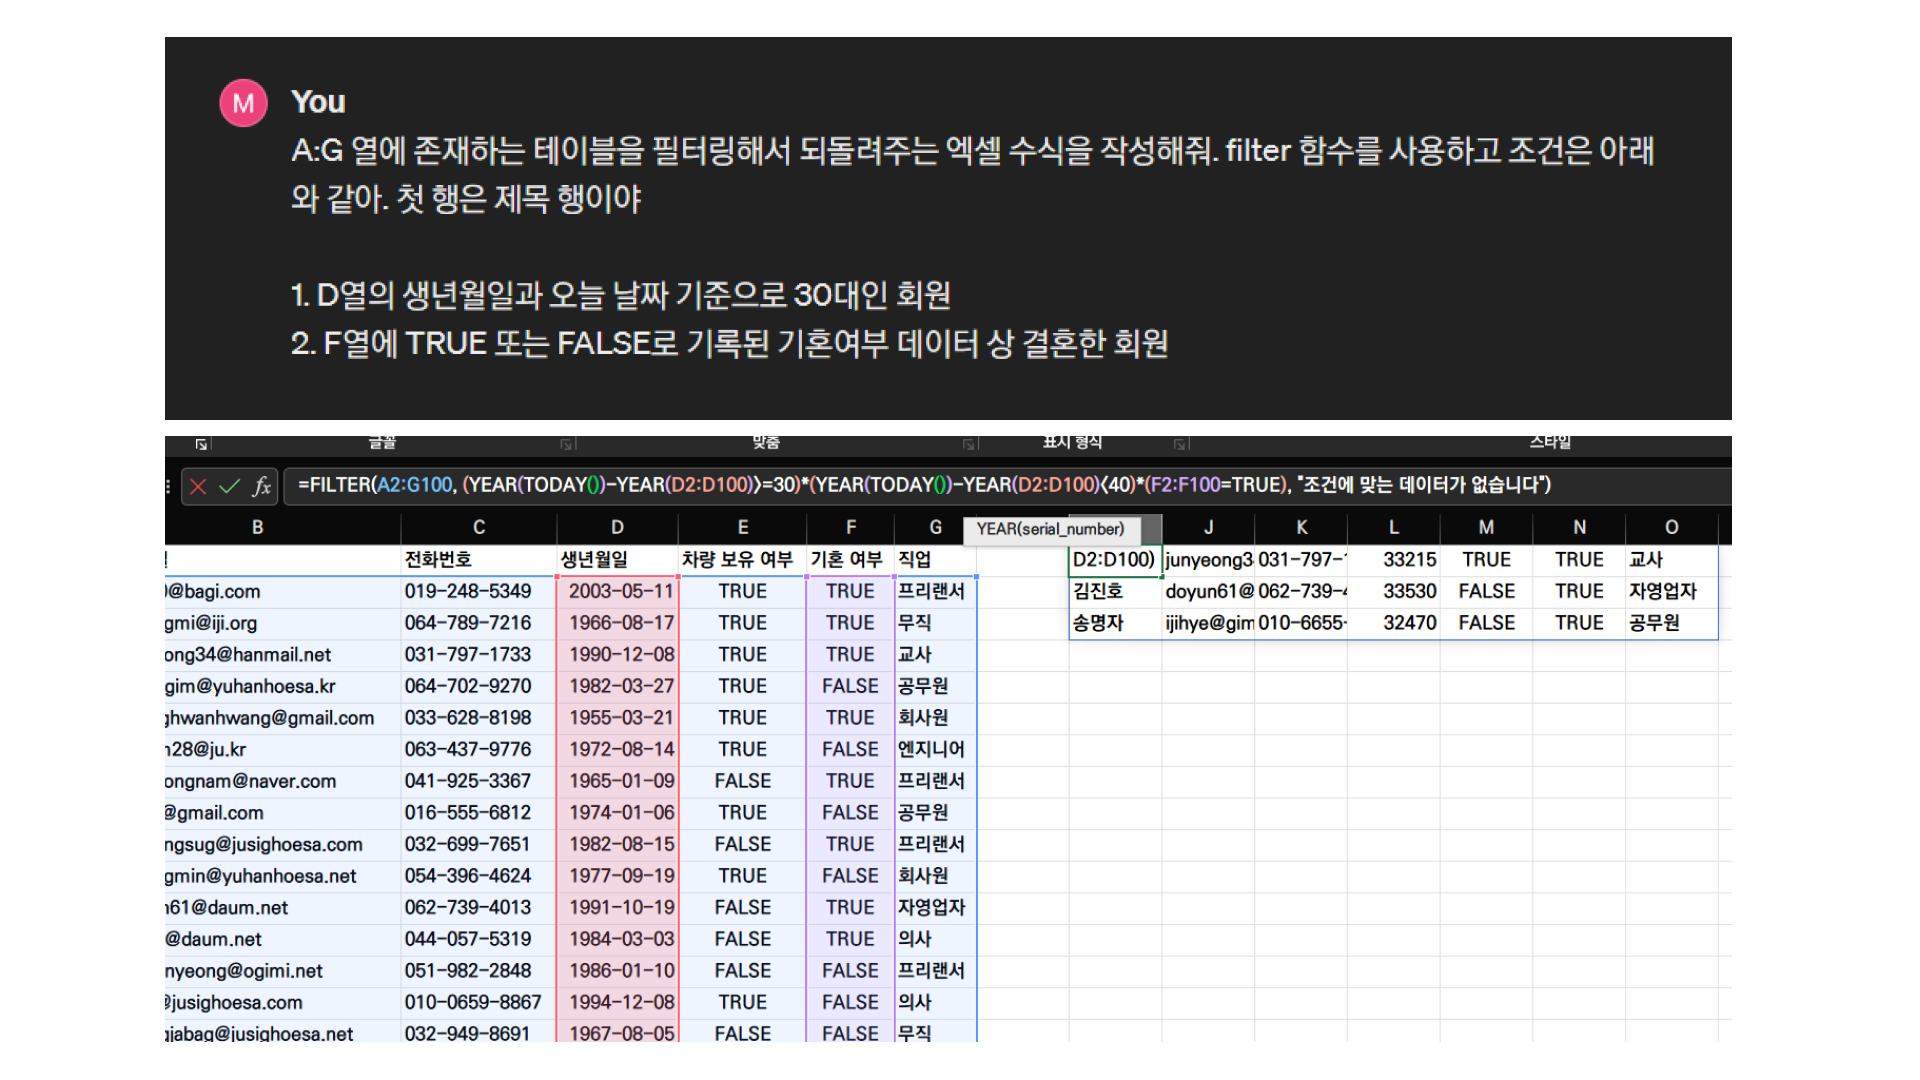 M
You
A:G 열에 존재하는 테이블을 필터링해서 되돌려주는 엑셀 수식을 작성해줘. filter 함수를 사용하고 조건은 아래
와 같아. 첫 행은 제목 행이야
1. D열의 생년월일과 오늘 날짜 기준으로 30대인 회원
2. F열에 TRUE 또는 FALSE로 기록된 기혼여부 데이터 상 결혼한 회원
글꼴 맞춤 표시 형식 스타일
fx =FILTER(A2:G100, (YEAR(TODAY())-YEAR(D2:D100)>=30)*(YEAR(TODAY())-YEAR(D2:D100)<40)*(F2:F100=TRUE), "조건에 맞는 데이터가 없습니다")
B C D E F G YEAR(serial_number) J K L M N O
전화번호 생년월일 차량 보유 여부 기혼 여부 직업 D2:D100) junyeong3 031-797- 33215 TRUE TRUE 교사
@bagi.com 019-248-5349 2003-05-11 TRUE TRUE 프리랜서 김진호 doyun61@ 062-739-4 33530 FALSE TRUE 자영업자
gmi@iji.org 064-789-7216 1966-08-17 TRUE TRUE 무직 송명자 ijihye@gim 010-6655- 32470 FALSE TRUE 공무원
ong34@hanmail.net 031-797-1733 1990-12-08 TRUE TRUE 교사
gim@yuhanhoesa.kr 064-702-9270 1982-03-27 TRUE FALSE 공무원
ghwanhwang@gmail.com 033-628-8198 1955-03-21 TRUE TRUE 회사원
28@ju.kr 063-437-9776 1972-08-14 TRUE FALSE 엔지니어
ongnam@naver.com 041-925-3367 1965-01-09 FALSE TRUE 프리랜서
@gmail.com 016-555-6812 1974-01-06 TRUE FALSE 공무원
ngsug@jusighoesa.com 032-699-7651 1982-08-15 FALSE TRUE 프리랜서
gmin@yuhanhoesa.net 054-396-4624 1977-09-19 TRUE FALSE 회사원
61@daum.net 062-739-4013 1991-10-19 FALSE TRUE 자영업자
@daum.net 044-057-5319 1984-03-03 FALSE TRUE 의사
nyeong@ogimi.net 051-982-2848 1986-01-10 FALSE FALSE 프리랜서
@jusighoesa.com 010-0659-8867 1994-12-08 TRUE FALSE 의사
gjabag@jusighoesa.net 032-949-8691 1967-08-05 FALSE FALSE 무직